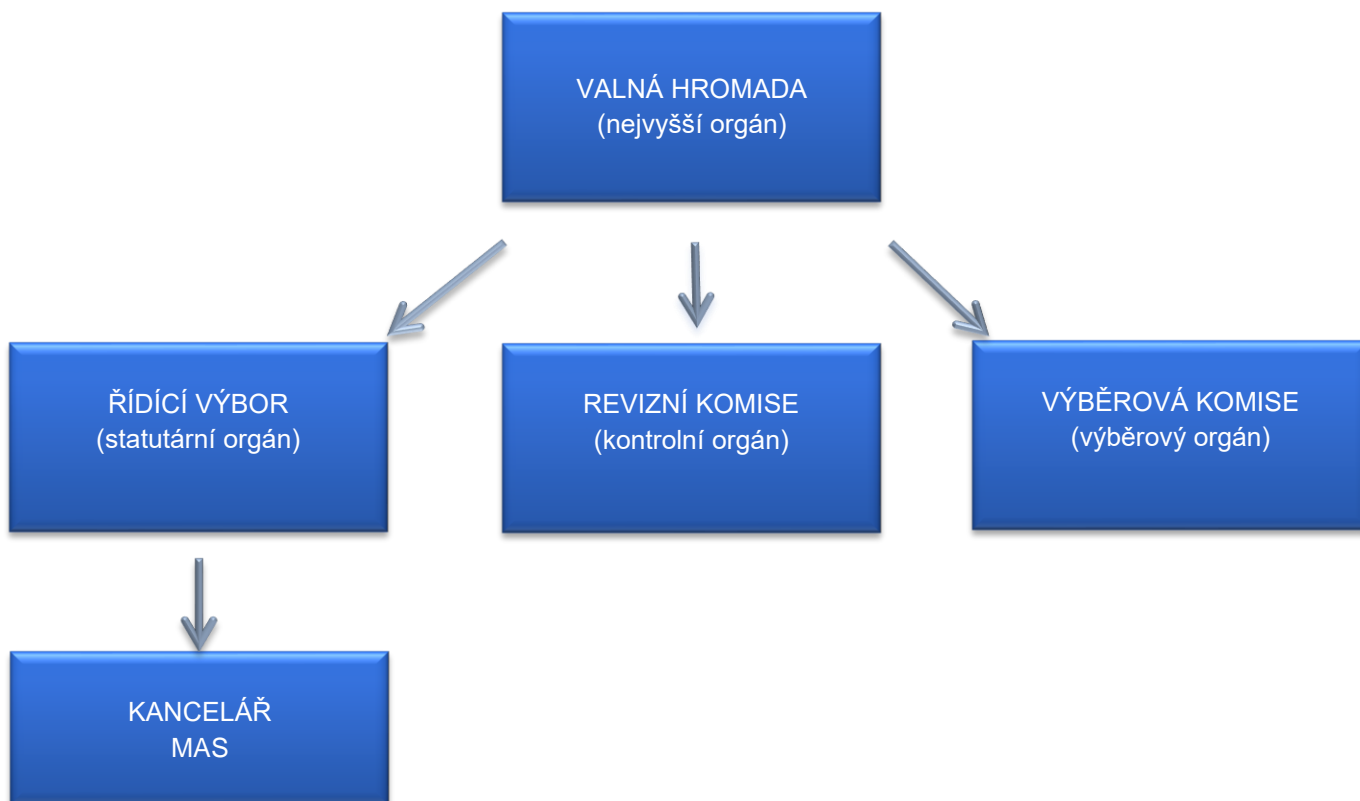 VALNÁ HROMADA
(nejvyšší orgán)
ŘÍDÍCÍ VÝBOR
(statutární orgán)
REVIZNÍ KOMISE
(kontrolní orgán)
VÝBĚROVÁ KOMISE
(výběrový orgán)
KANCELÁŘ
MAS